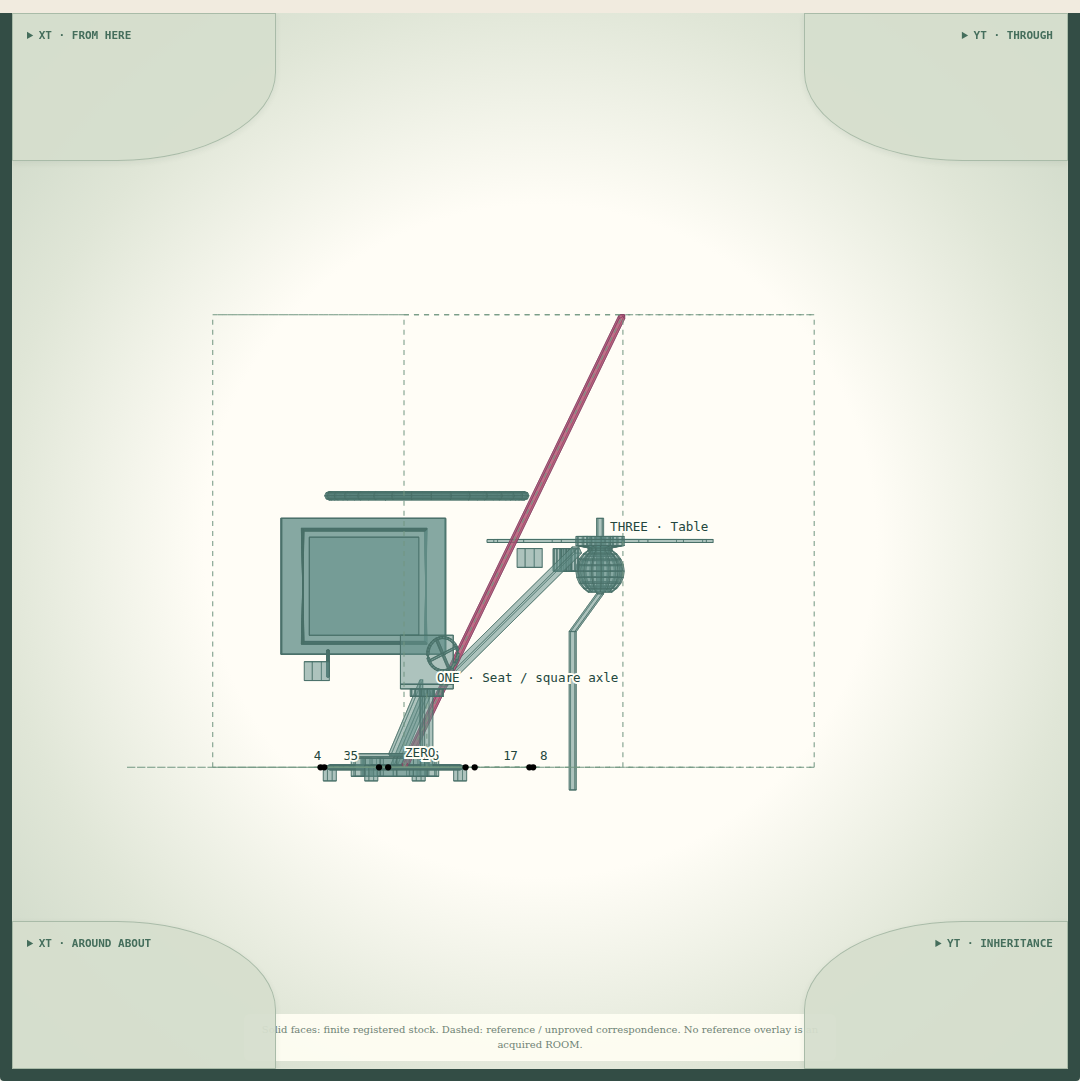 ▶ XT · FROM HERE
▶ YT · THROUGH
THREE · Table
ONE · Seat / square axle
ZERO
4 35 17 8
▶ XT · AROUND ABOUT
▶ YT · INHERITANCE
faces: finite registered stock. Dashed: reference / unproved correspondence. No reference overlay is
acquired ROOM.